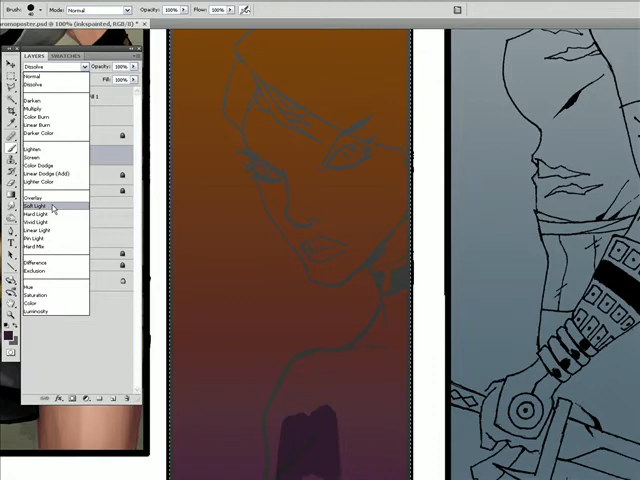 Brush: Mode: Normal Opacity: 100% Flow: 100%
promoposter.psd @ 100% (inkspainted, RGB/8) *
LAYERS SWATCHES
Dissolve Opacity: 100%
Normal Fill: 100%
Dissolve
Darken
Multiply
Color Burn
Linear Burn
Darker Color
Lighten
Screen
Color Dodge
Linear Dodge (Add)
Lighter Color
Overlay
Soft Light
Hard Light
Vivid Light
Linear Light
Pin Light
Hard Mix
Difference
Exclusion
Hue
Saturation
Color
Luminosity